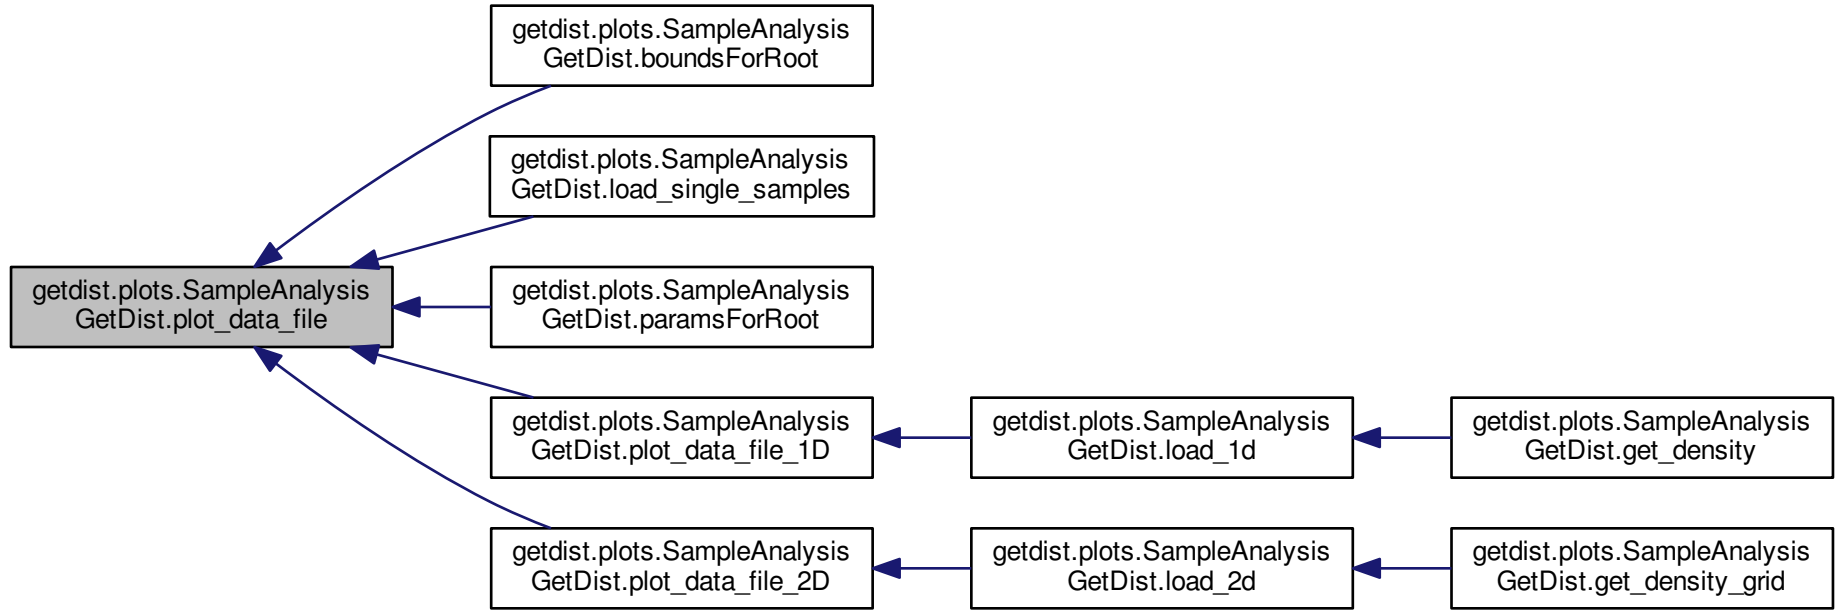 getdist.plots.SampleAnalysis
GetDist.boundsForRoot
getdist.plots.SampleAnalysis
GetDist.load_single_samples
getdist.plots.SampleAnalysis
GetDist.plot_data_file
getdist.plots.SampleAnalysis
GetDist.paramsForRoot
getdist.plots.SampleAnalysis
GetDist.plot_data_file_1D
getdist.plots.SampleAnalysis
GetDist.load_1d
getdist.plots.SampleAnalysis
GetDist.get_density
getdist.plots.SampleAnalysis
GetDist.plot_data_file_2D
getdist.plots.SampleAnalysis
GetDist.load_2d
getdist.plots.SampleAnalysis
GetDist.get_density_grid